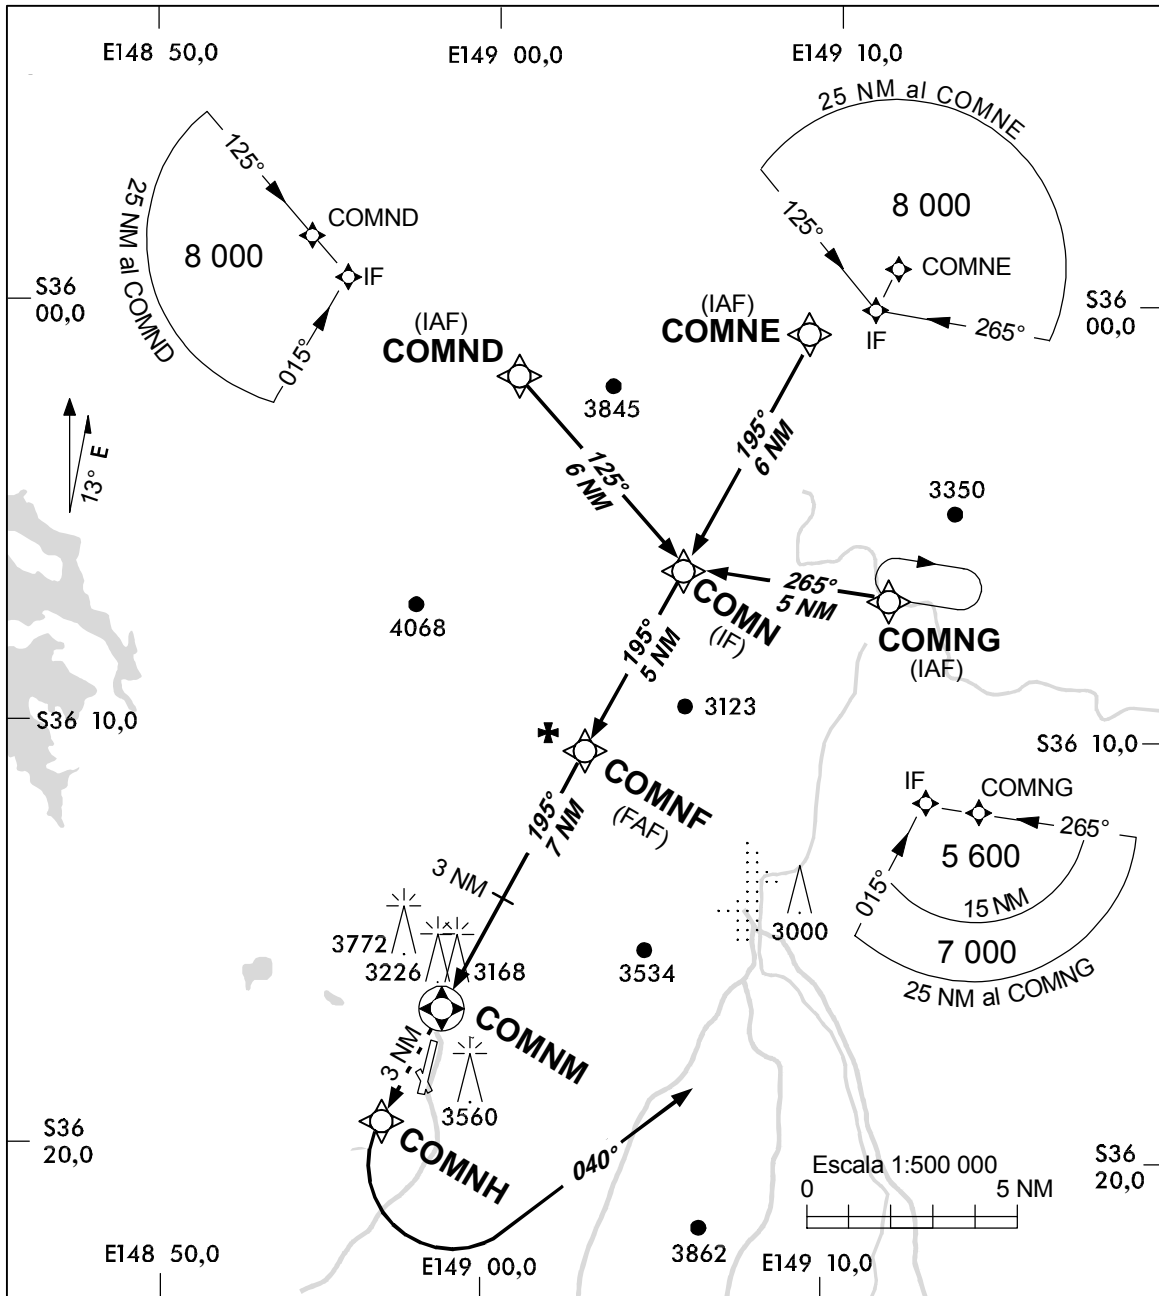 E148 50,0
E149 00,0
E149 10,0
25 NM al COMNE
125°
8 000
COMNE
IF
265°
25 NM al COMND
125°
COMND
8 000
IF
015°
S36
00,0
S36
00,0
(IAF)
COMND
(IAF)
COMNE
3845
13° E
125°
6 NM
195°
6 NM
3350
4068
265°
5 NM
COMN
(IF)
COMNG
(IAF)
195°
5 NM
3123
S36 10,0
S36 10,0
COMNF
(FAF)
IF
COMNG
265°
5 600
015°
15 NM
7 000
25 NM al COMNG
195°
7 NM
3 NM
3772
3226
3168
3534
3000
COMNM
3 NM
3560
COMNH
040°
S36
20,0
S36
20,0
Escala 1:500 000
0
5 NM
3862
E148 50,0
E149 00,0
E149 10,0